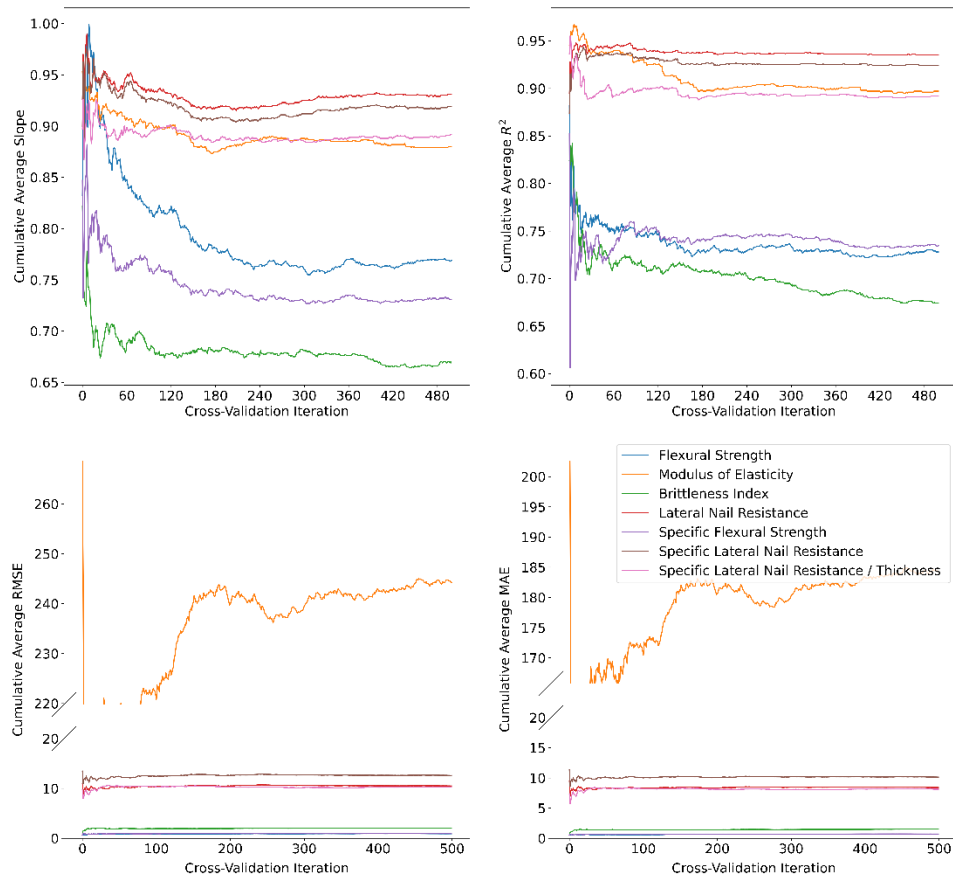 1.00
0.95
0.90
0.85
0.80
0.75
0.70
0.65
Cumulative Average Slope
0 60 120 180 240 300 360 420 480
Cross-Validation Iteration
0.95
0.90
0.85
0.80
0.75
0.70
0.65
0.60
Cumulative Average R²
0 60 120 180 240 300 360 420 480
Cross-Validation Iteration
260
250
240
230
220
20
10
0
Cumulative Average RMSE
0 100 200 300 400 500
Cross-Validation Iteration
200
195
190
185
180
175
170
20
15
10
5
0
Cumulative Average MAE
0 100 200 300 400 500
Cross-Validation Iteration
Flexural Strength
Modulus of Elasticity
Brittleness Index
Lateral Nail Resistance
Specific Flexural Strength
Specific Lateral Nail Resistance
Specific Lateral Nail Resistance / Thickness